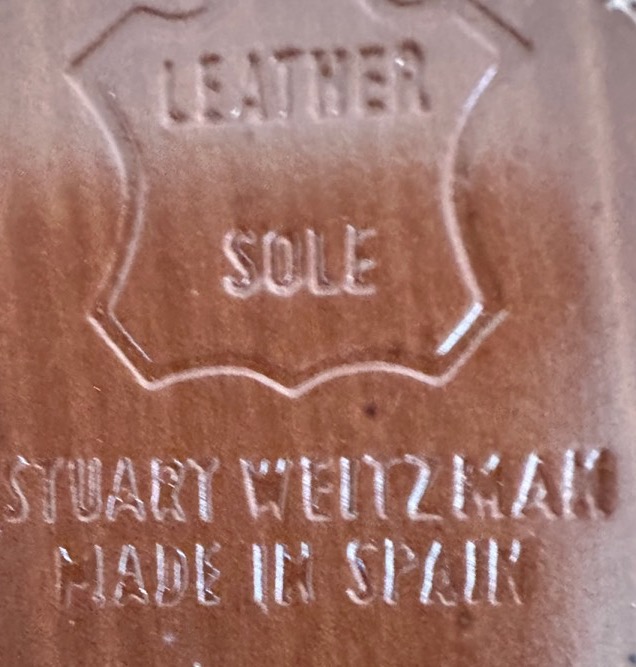 LEATHER
SOLE
STUART WEITZMAN
MADE IN SPAIN